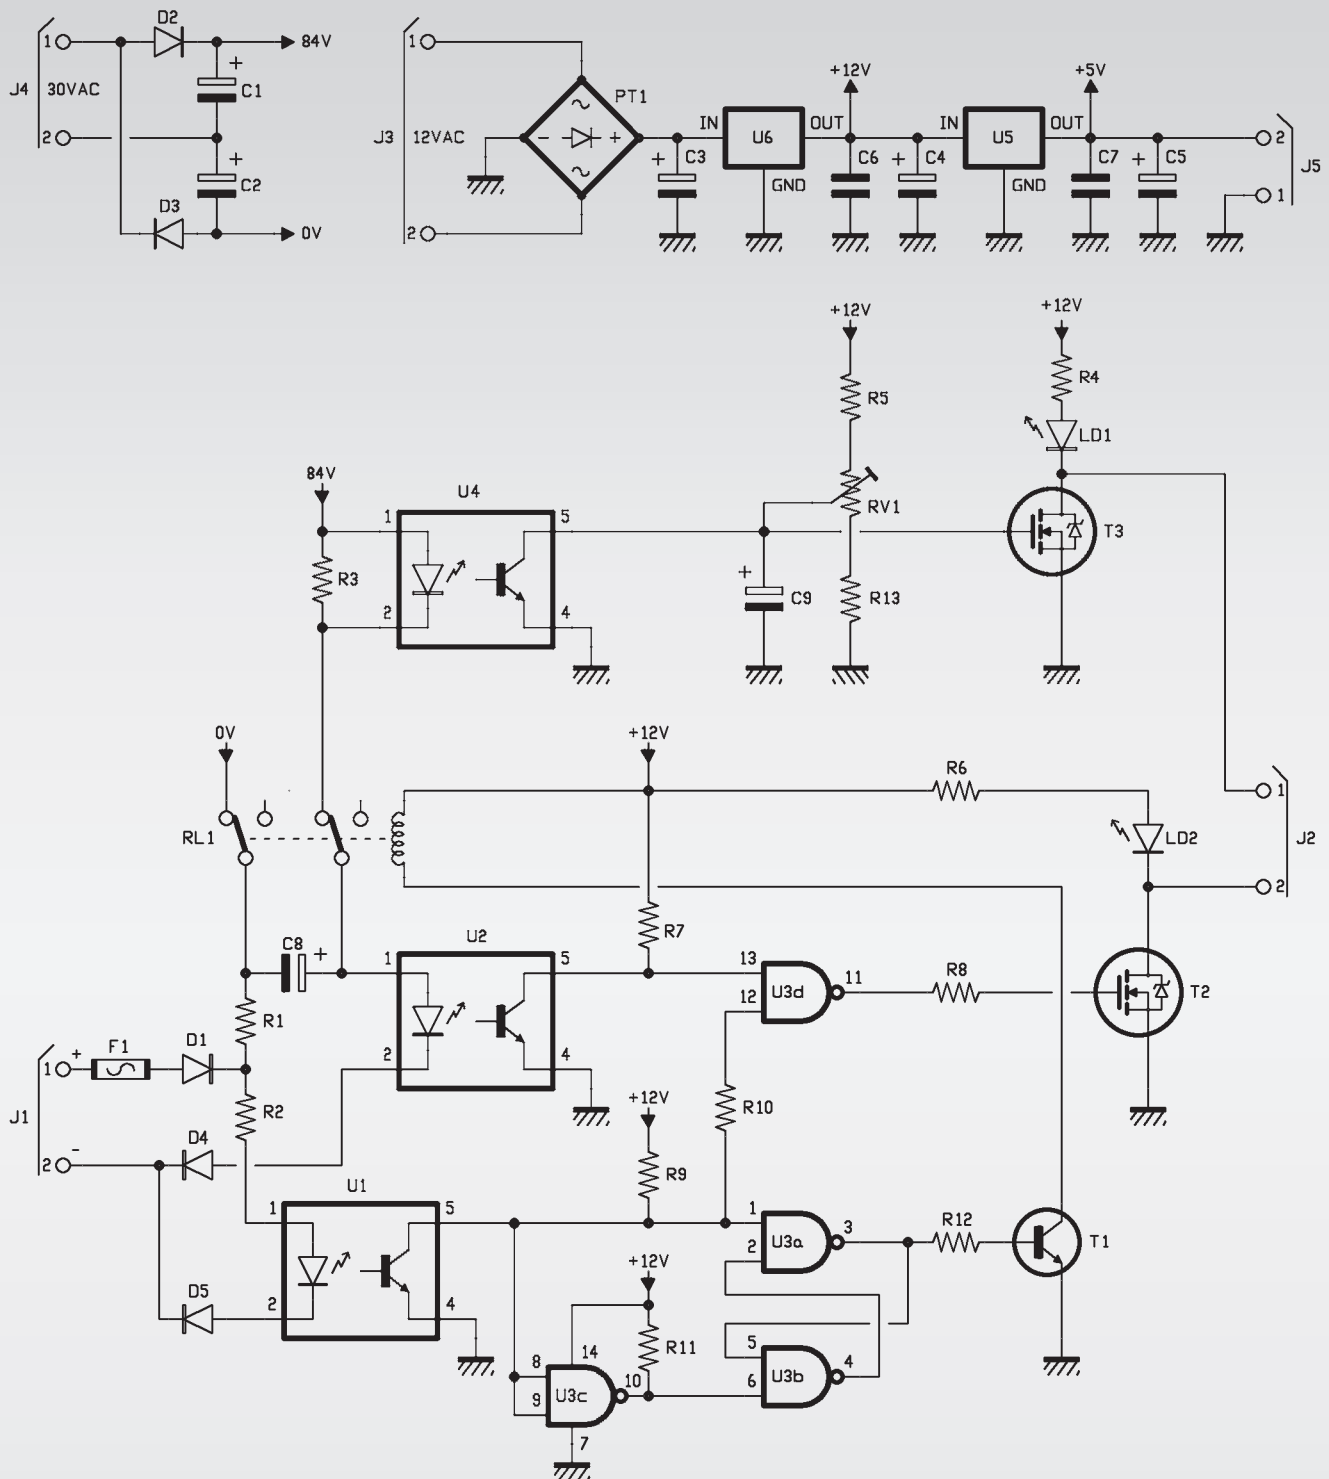 D2
1
84V
1
J4
30VAC
C1
+
2
+
C2
D3
0V
PT1
J3
12VAC
-
+
2
IN
U6
OUT
GND
+
C3
+12V
C6
+
C4
IN
U5
OUT
GND
+5V
C7
+
C5
2
J5
1
+12V
+12V
R5
R4
LD1
84V
U4
1
5
RV1
T3
R3
+
C9
R13
2
4
0V
+12V
R6
1
RL1
LD2
J2
2
R7
C8
+
U2
1
5
13
U3d
11
R8
12
T2
R1
2
4
F1
D1
1
+
J1
R2
+12V
R10
D4
2
-
R9
U1
1
5
1
U3a
3
R12
T1
2
+12V
D5
2
4
R11
5
U3b
4
14
8
U3c
10
6
9
7